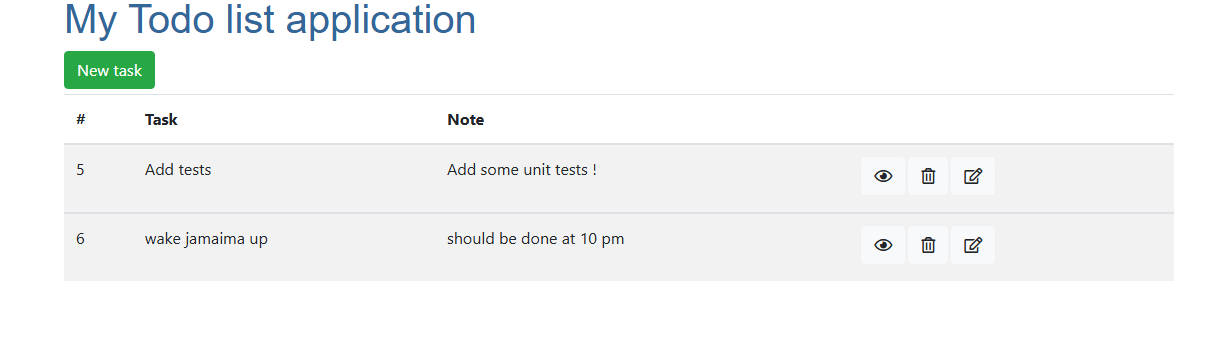 My Todo list application
New task
# Task Note
5 Add tests Add some unit tests !
6 wake jamaima up should be done at 10 pm